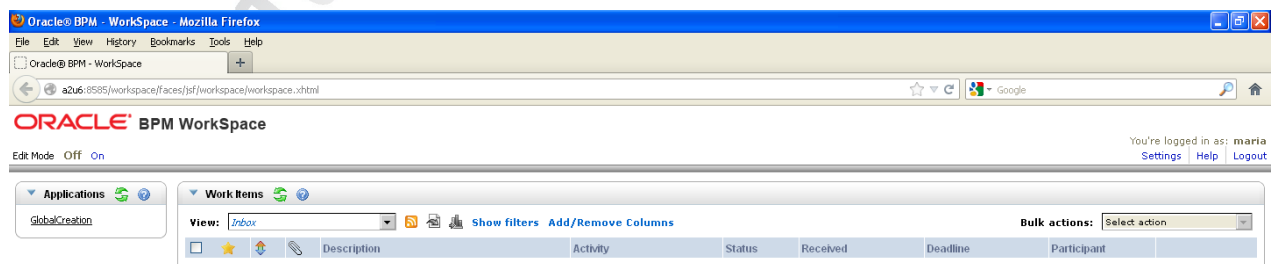 Oracle® BPM - WorkSpace - Mozilla Firefox
File Edit View History Bookmarks Tools Help
Oracle® BPM - WorkSpace +
a2u6:8585/workspace/faces/jsf/workspace/workspace.xhtml Google
ORACLE BPM WorkSpace
You're logged in as: maria
Edit Mode Off On Settings Help Logout
Applications Work Items
GlobalCreation View: Inbox Show filters Add/Remove Columns Bulk actions: Select action
Description Activity Status Received Deadline Participant